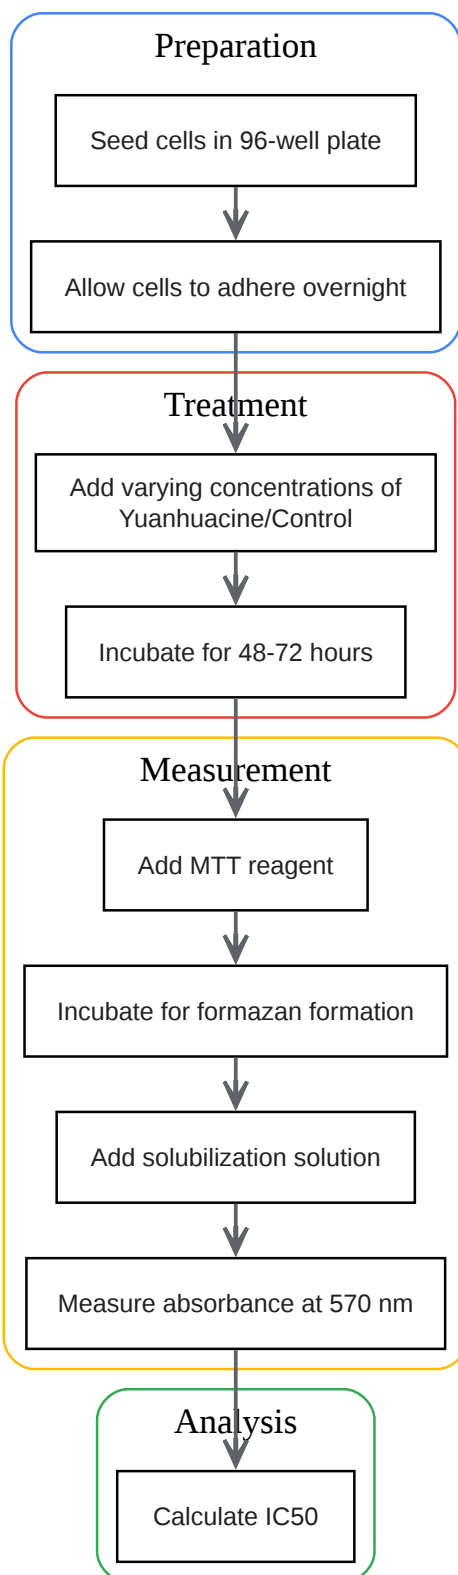 Preparation
Seed cells in 96-well plate
Allow cells to adhere overnight
Treatment
Add varying concentrations of
Yuanhuacine/Control
Incubate for 48-72 hours
Measurement
Add MTT reagent
Incubate for formazan formation
Add solubilization solution
Measure absorbance at 570 nm
Analysis
Calculate IC50